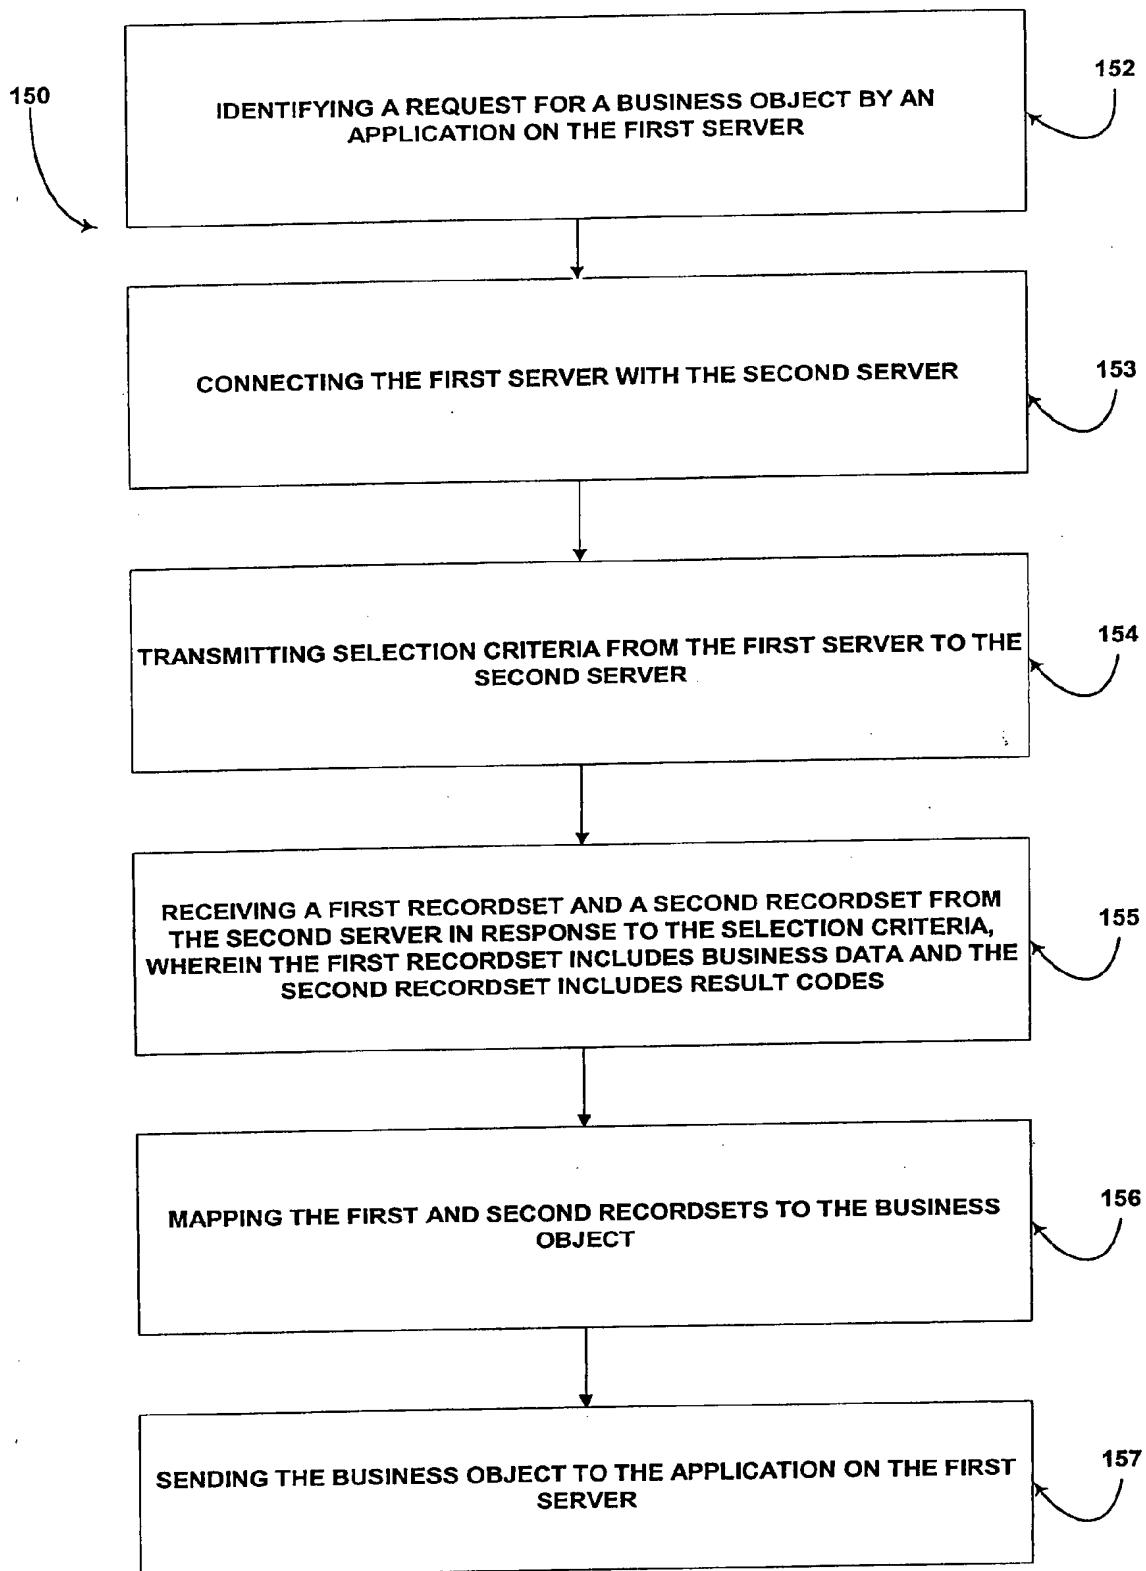 150
152
IDENTIFYING A REQUEST FOR A BUSINESS OBJECT BY AN
APPLICATION ON THE FIRST SERVER
CONNECTING THE FIRST SERVER WITH THE SECOND SERVER
153
TRANSMITTING SELECTION CRITERIA FROM THE FIRST SERVER TO THE
SECOND SERVER
154
RECEIVING A FIRST RECORDSET AND A SECOND RECORDSET FROM
THE SECOND SERVER IN RESPONSE TO THE SELECTION CRITERIA,
WHEREIN THE FIRST RECORDSET INCLUDES BUSINESS DATA AND THE
SECOND RECORDSET INCLUDES RESULT CODES
155
MAPPING THE FIRST AND SECOND RECORDSETS TO THE BUSINESS
OBJECT
156
SENDING THE BUSINESS OBJECT TO THE APPLICATION ON THE FIRST
SERVER
157